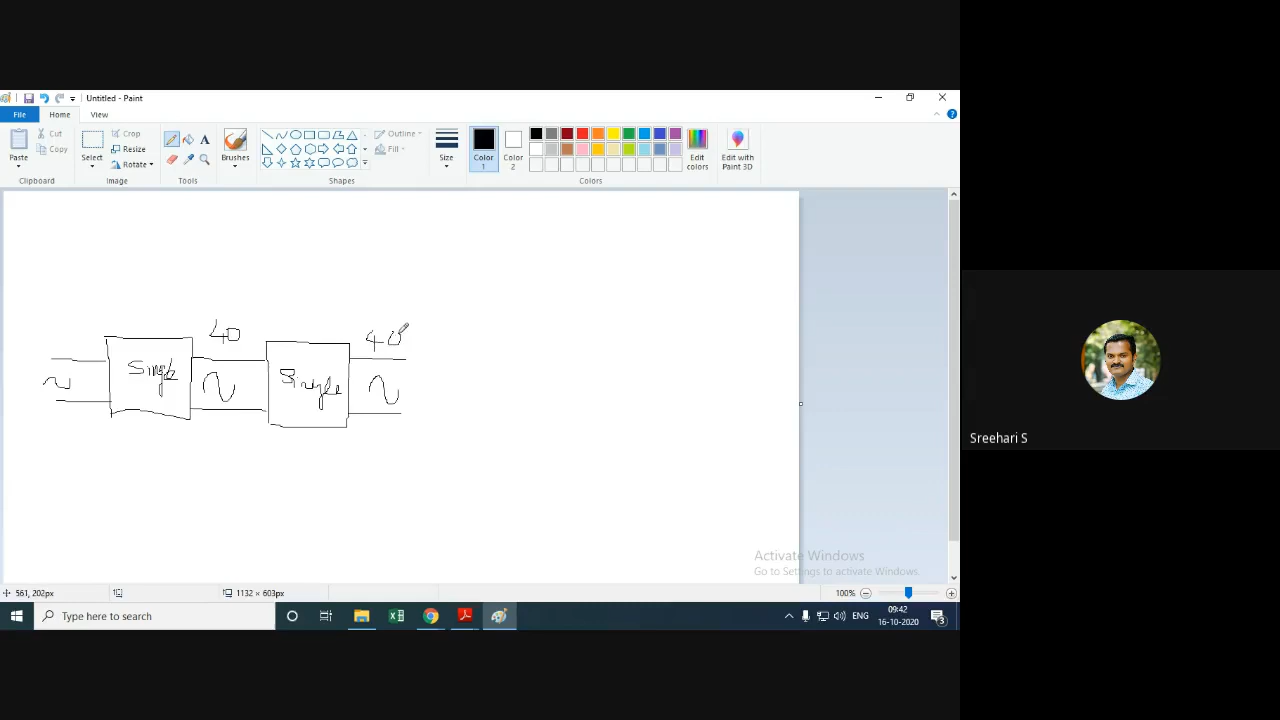 Untitled - Paint
File
Home
View
Paste
Cut
Copy
Clipboard
Select
Crop
Resize
Rotate
Image
Tools
Brushes
Shapes
Outline
Fill
Size
Color 1
Color 2
Edit colors
Colors
Edit with Paint 3D
40
40
Single
Single
Sreehari S
Activate Windows
Go to Settings to activate Windows.
561, 202px
1132 × 603px
100%
Type here to search
ENG
09:42
16-10-2020
3